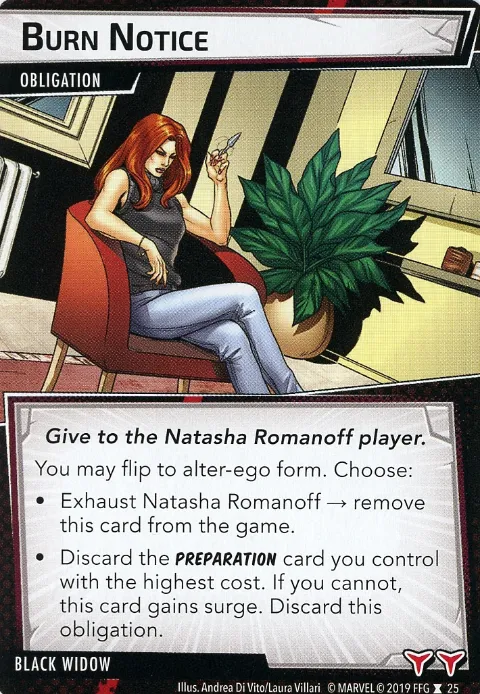 BURN NOTICE
OBLIGATION
Give to the Natasha Romanoff player.
You may flip to alter-ego form. Choose:
• Exhaust Natasha Romanoff → remove
this card from the game.
• Discard the PREPARATION card you control
with the highest cost. If you cannot,
this card gains surge. Discard this
obligation.
BLACK WIDOW
Illus. Andrea Di Vito/Laura Villari © MARVEL © 2019 FFG 25